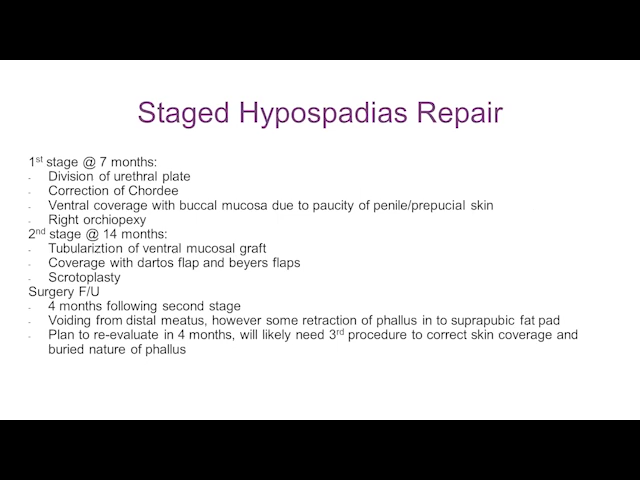 Staged Hypospadias Repair
1st stage @ 7 months:
- Division of urethral plate
- Correction of Chordee
- Ventral coverage with buccal mucosa due to paucity of penile/prepucial skin
- Right orchiopexy
2nd stage @ 14 months:
- Tubulariztion of ventral mucosal graft
- Coverage with dartos flap and beyers flaps
- Scrotoplasty
Surgery F/U
- 4 months following second stage
- Voiding from distal meatus, however some retraction of phallus in to suprapubic fat pad
- Plan to re-evaluate in 4 months, will likely need 3rd procedure to correct skin coverage and
buried nature of phallus